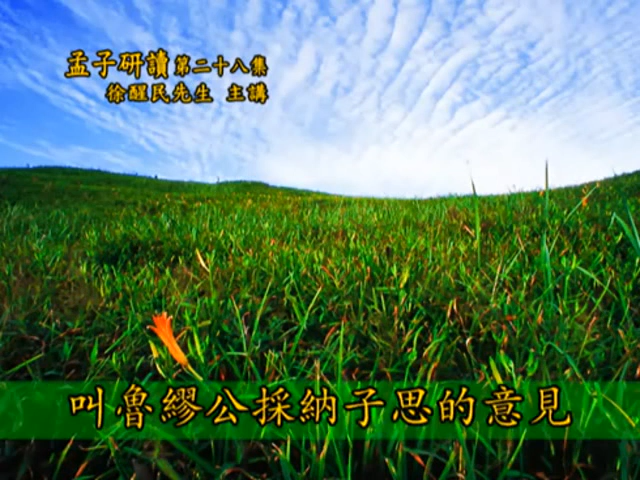 孟子研讀第二十八集
徐醒民先生 主講
叫魯繆公採納子思的意見